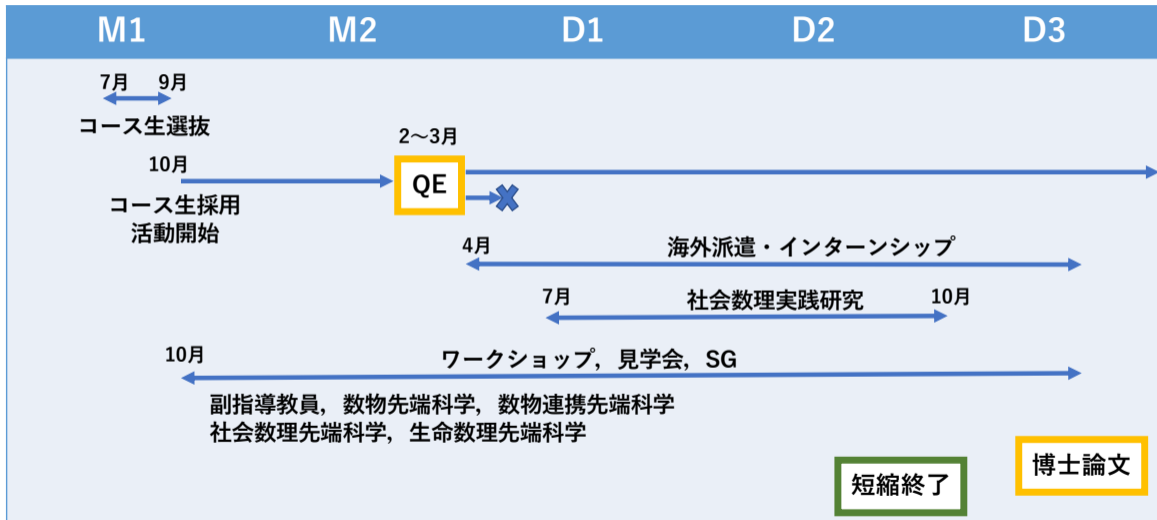 M1 M2 D1 D2 D3
7月 9月
コース生選抜
2～3月
10月
QE
コース生採用
活動開始
4月 海外派遣・インターンシップ
7月 社会数理実践研究 10月
10月 ワークショップ，見学会，SG
副指導教員，数物先端科学，数物連携先端科学
社会数理先端科学，生命数理先端科学
博士論文
短縮終了